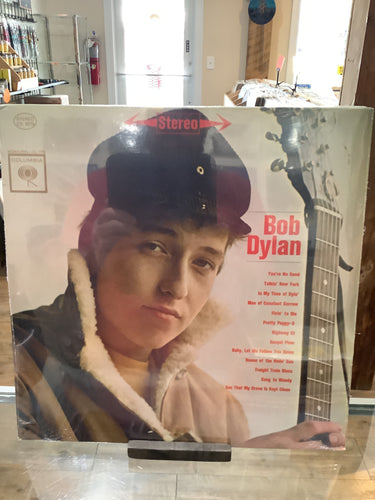 Stereo
COLUMBIA
Bob
Dylan
You're No Good
Talkin' New York
In My Time of Dyin'
Man of Constant Sorrow
Fixin' to Die
Pretty Peggy-O
Highway 51
Gospel Plow
Baby, Let Me Follow You Down
House of the Risin' Sun
Freight Train Blues
Song to Woody
See That My Grave Is Kept Clean